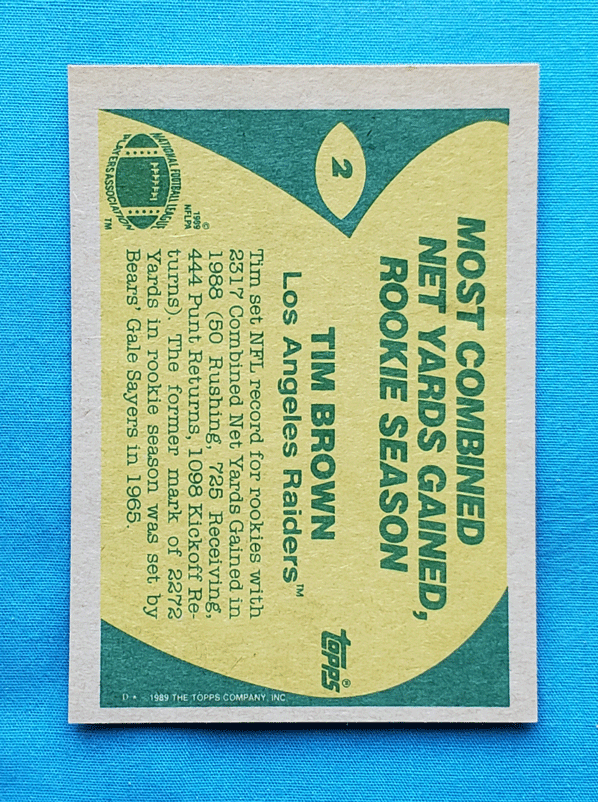 2
MOST COMBINED
NET YARDS GAINED,
ROOKIE SEASON
TIM BROWN
Los Angeles Raiders™
Tim set NFL record for rookies with
2317 Combined Net Yards Gained in
1988 (50 Rushing, 725 Receiving,
444 Punt Returns, 1098 Kickoff Re-
turns). The former mark of 2272
Yards in rookie season was set by
Bears' Gale Sayers in 1965.
NATIONAL FOOTBALL LEAGUE
PLAYERS ASSOCIATION
™
©
1989
NFLPA
topps®
D* - 1989 THE TOPPS COMPANY, INC.